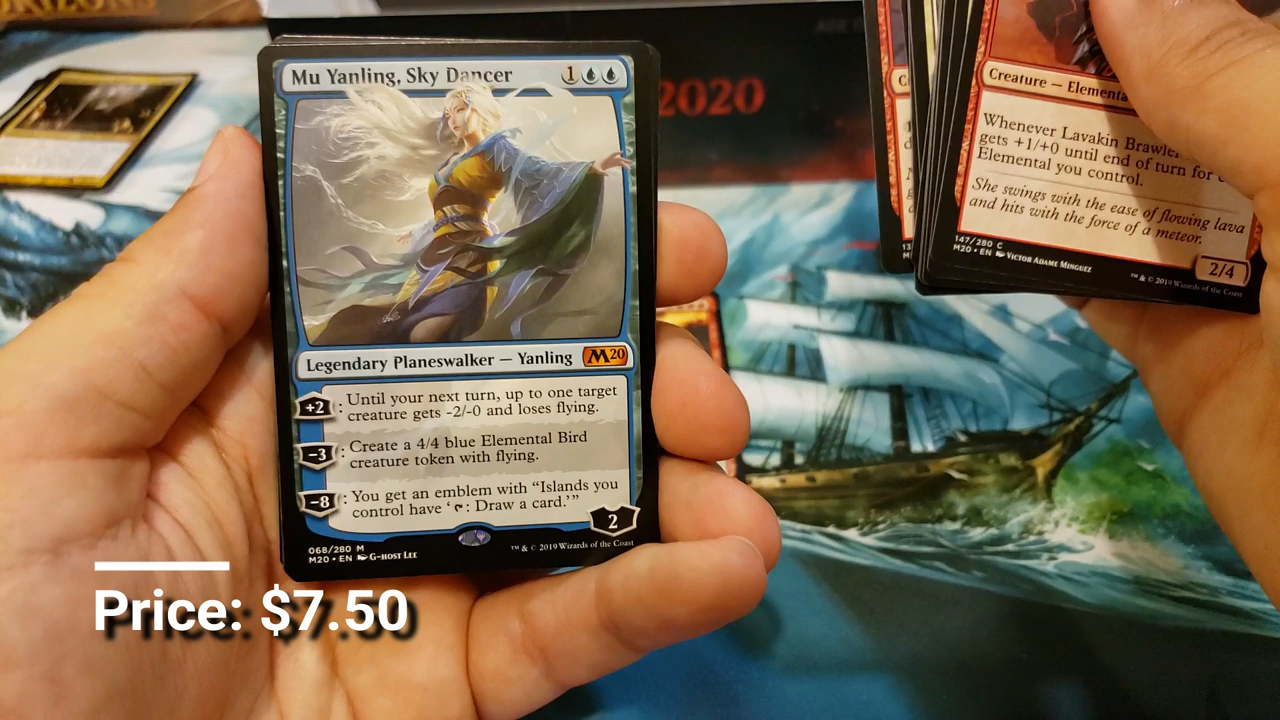 RIZONS
2020
Mu Yanling, Sky Dancer 1
Legendary Planeswalker — Yanling M20
+2 : Until your next turn, up to one target
creature gets -2/-0 and loses flying.
−3 : Create a 4/4 blue Elemental Bird
creature token with flying.
−8 : You get an emblem with “Islands you
control have ‘: Draw a card.’”
2
068/280 M
M20 • EN G-HOST LEE
™ & © 2019 Wizards of the Coast
Creature — Elementa
Whenever Lavakin Brawle
gets +1/+0 until end of turn for
Elemental you control.
She swings with the ease of flowing lava
and hits with the force of a meteor.
147/280 C
M20 • EN VICTOR ADAME MINGUEZ
™ & © 2019 Wizards of the Coast
2/4
Price: $7.50